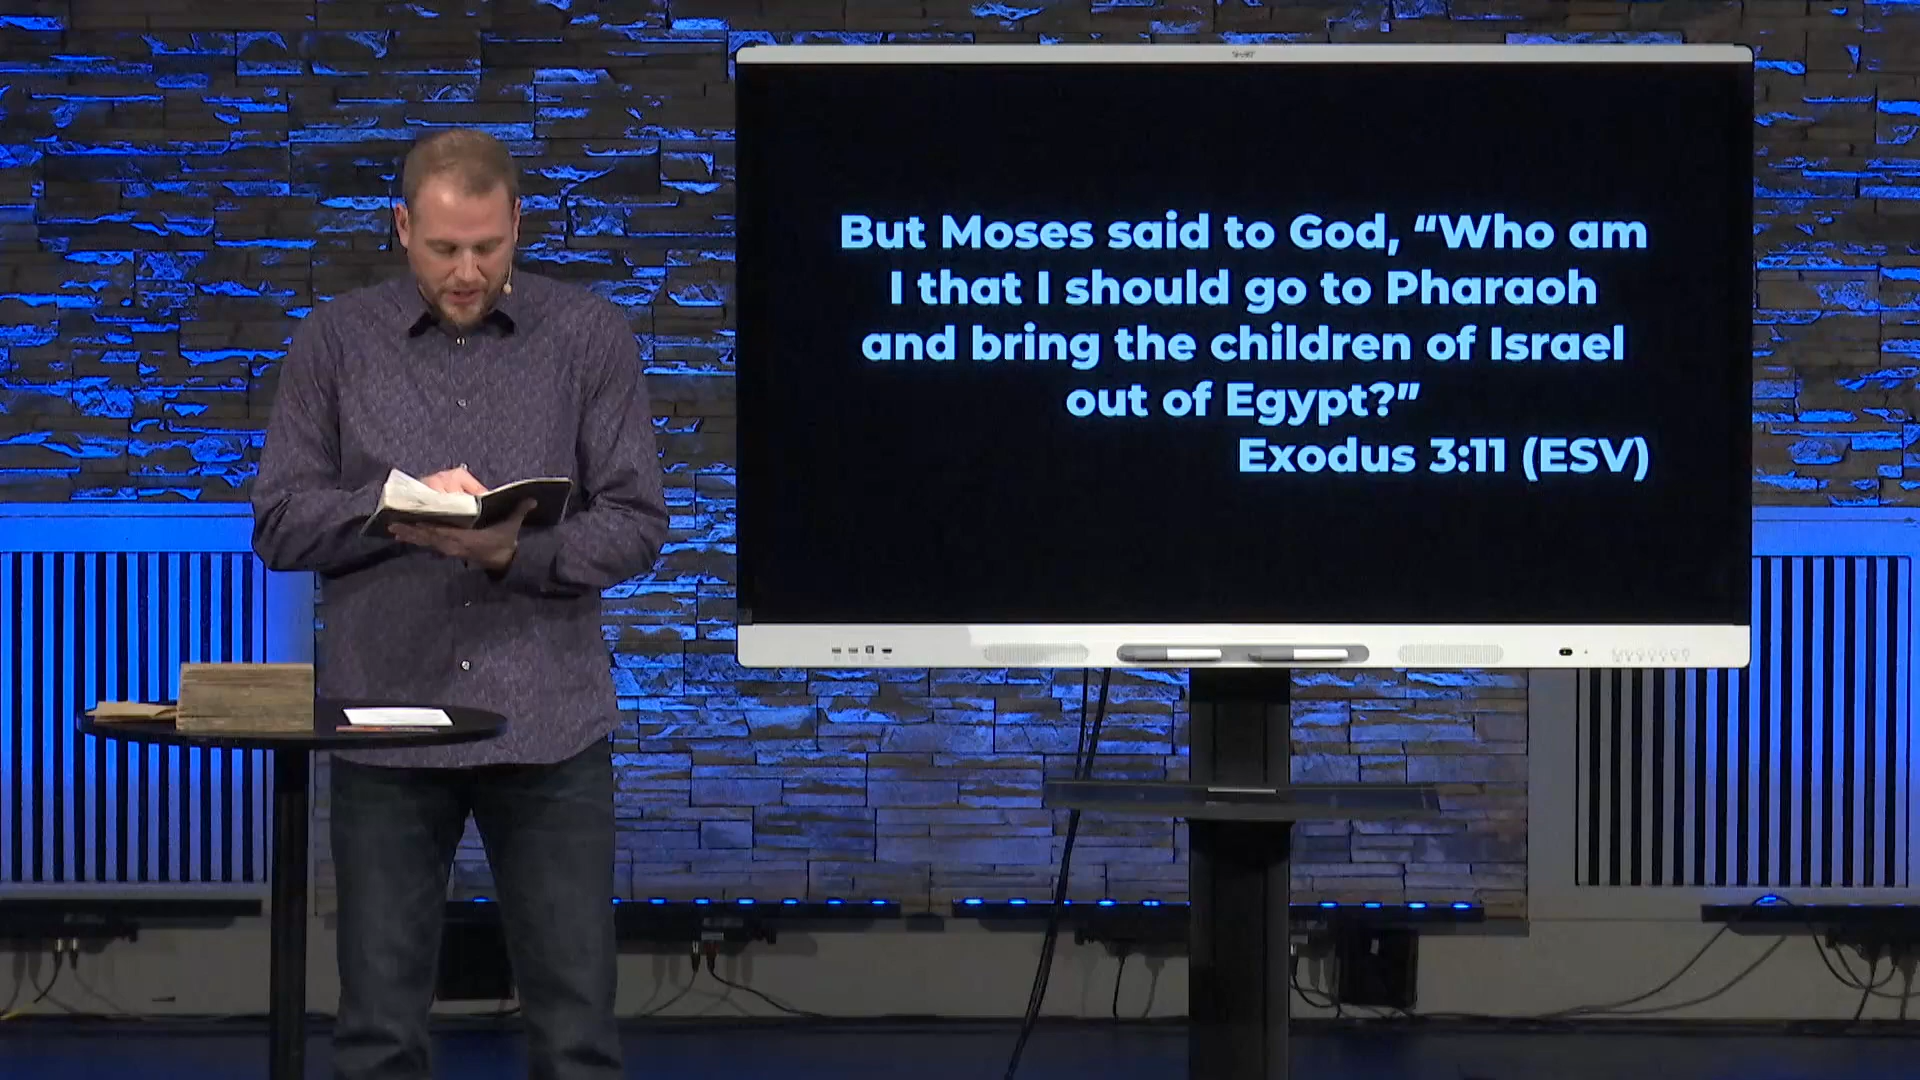 But Moses said to God, “Who am
I that I should go to Pharaoh
and bring the children of Israel
out of Egypt?”
Exodus 3:11 (ESV)